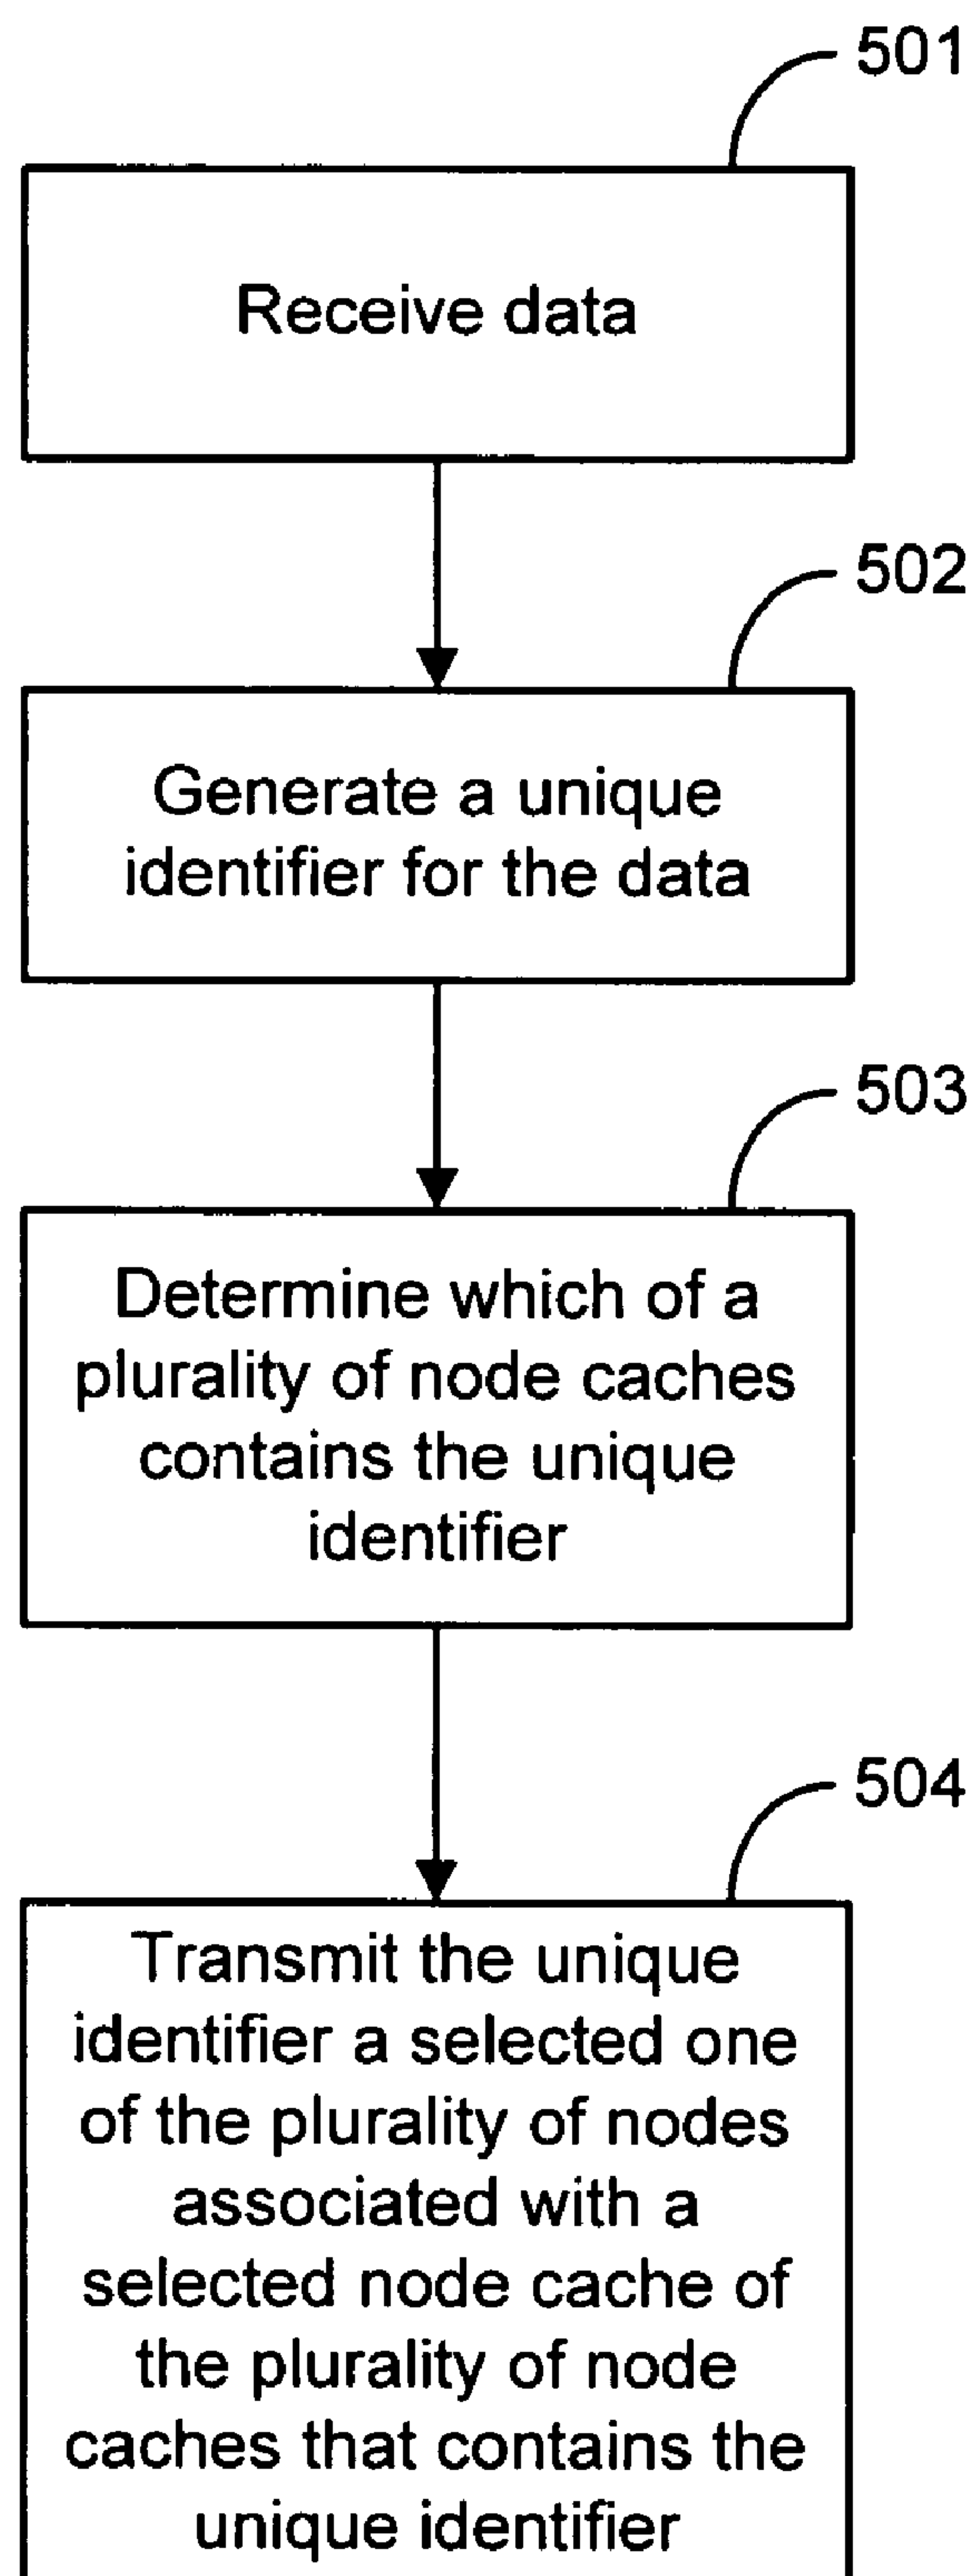 501
Receive data
502
Generate a unique
identifier for the data
503
Determine which of a
plurality of node caches
contains the unique
identifier
504
Transmit the unique
identifier a selected one
of the plurality of nodes
associated with a
selected node cache of
the plurality of node
caches that contains the
unique identifier